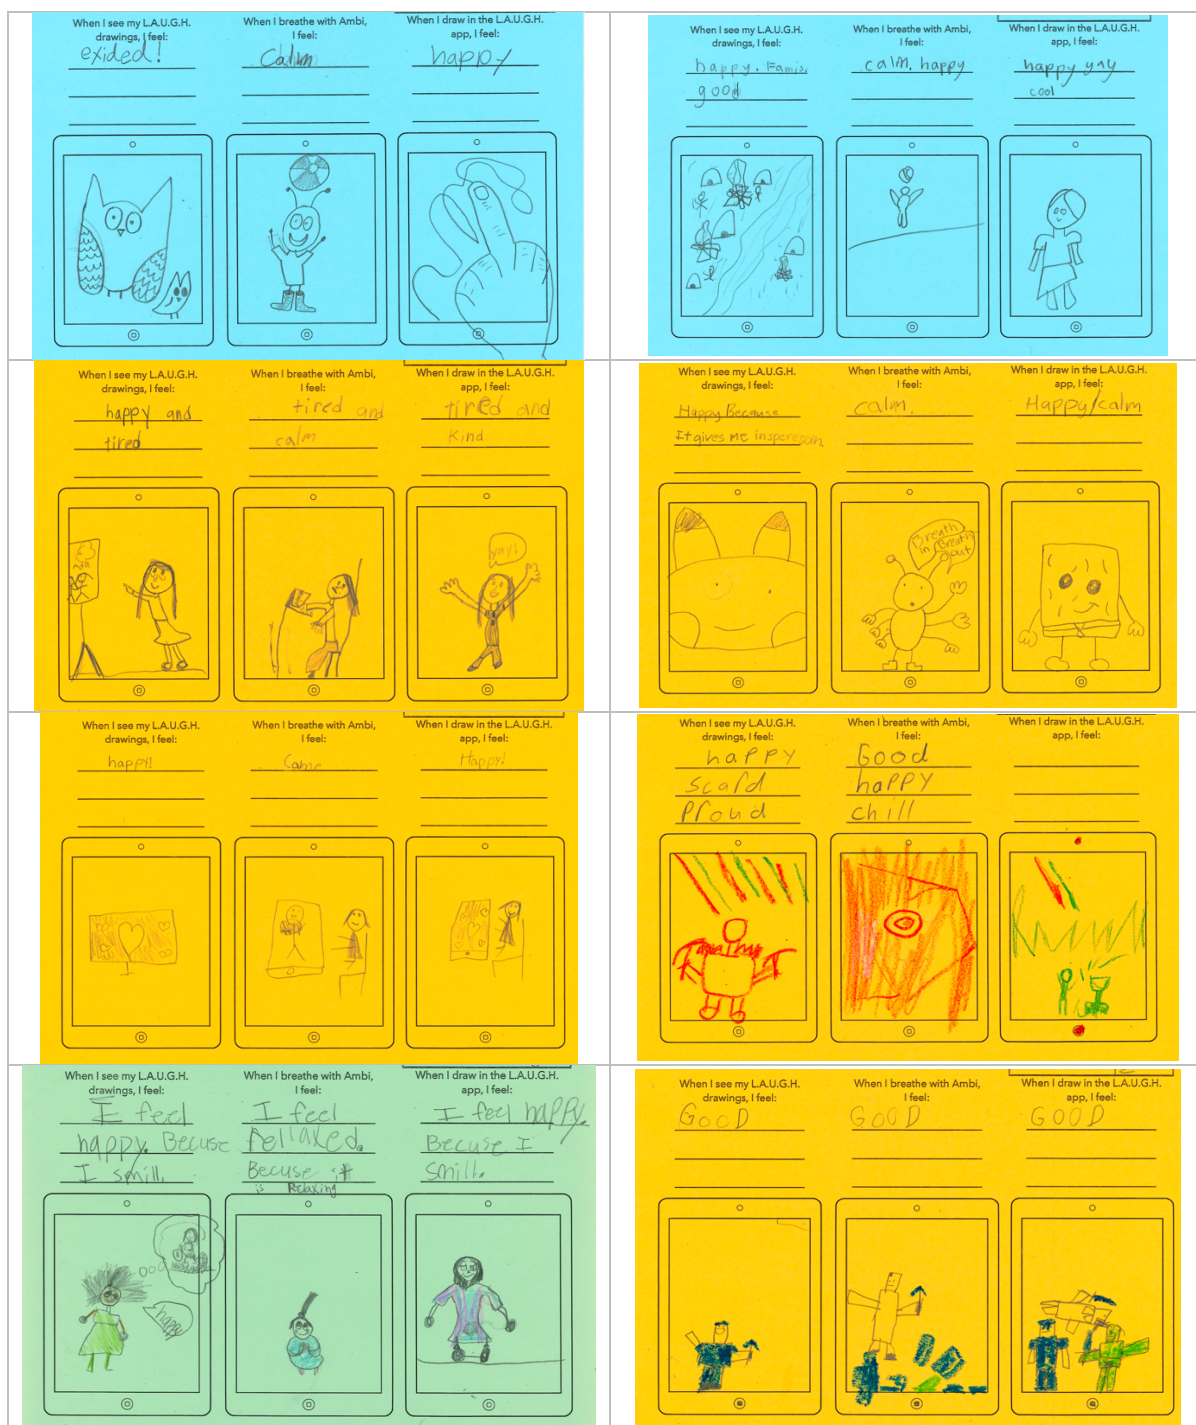 When I see my L.A.U.G.H.
drawings, I feel:
exided!
When I breathe with Ambi,
I feel:
Calm
When I draw in the L.A.U.G.H.
app, I feel:
happy
When I see my L.A.U.G.H.
drawings, I feel:
happy. Famis.
good
When I breathe with Ambi,
I feel:
calm. happy
When I draw in the L.A.U.G.H.
app, I feel:
happy yay
cool
When I see my L.A.U.G.H.
drawings, I feel:
happy and
tired
When I breathe with Ambi,
I feel:
tired and
calm
When I draw in the L.A.U.G.H.
app, I feel:
tired and
kind
yay!
When I see my L.A.U.G.H.
drawings, I feel:
Happy Because
It gives me insperesoin
When I breathe with Ambi,
I feel:
calm.
Breath
in Breath
out
When I draw in the L.A.U.G.H.
app, I feel:
Happy/calm
When I see my L.A.U.G.H.
drawings, I feel:
happy!
When I breathe with Ambi,
I feel:
Came
When I draw in the L.A.U.G.H.
app, I feel:
Happy!
When I see my L.A.U.G.H.
drawings, I feel:
happy
scard
Proud
When I breathe with Ambi,
I feel:
Good
haPPY
chill
When I draw in the L.A.U.G.H.
app, I feel:
When I see my L.A.U.G.H.
drawings, I feel:
I feel
happy. Becuse
I smill.
happy
When I breathe with Ambi,
I feel:
I feel
Rellaxed.
Becuse it
is Relaxing
When I draw in the L.A.U.G.H.
app, I feel:
I feel happy.
Becuse I
smill.
When I see my L.A.U.G.H.
drawings, I feel:
GOOD
When I breathe with Ambi,
I feel:
GOOD
When I draw in the L.A.U.G.H.
app, I feel:
GOOD